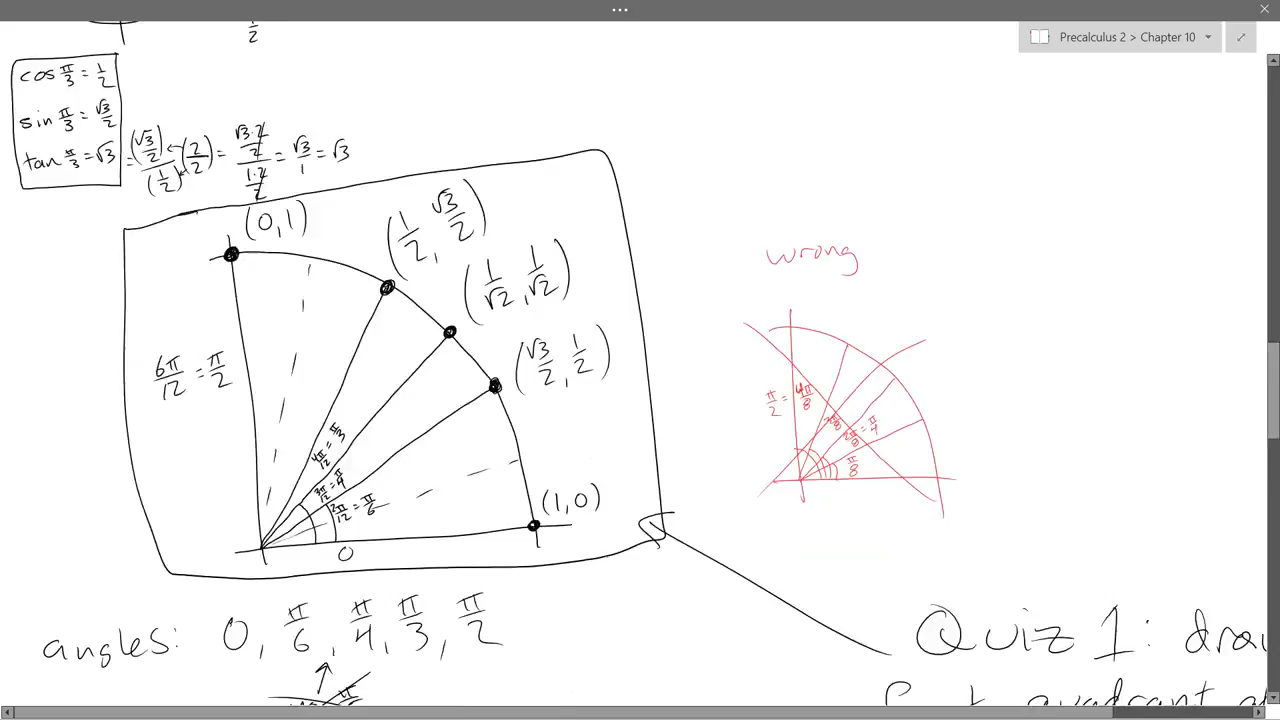 Precalculus 2 > Chapter 10
1/2
cos π/3 = 1/2
sin π/3 = √3/2
tan π/3 = √3 = (√3/2)/(1/2) (2/2) = (√3·2/2)/(1·2/2) = √3/1 = √3
(0,1)
(1/2, √3/2)
(1/√2, 1/√2)
(√3/2, 1/2)
(1,0)
6π/12 = π/2
4π/12 = π/3
3π/12 = π/4
2π/12 = π/6
0
wrong
π/2 = 4π/8
2π/8 = π/4
π/8
angles: 0, π/6, π/4, π/3, π/2
Quiz 1:
quadrant